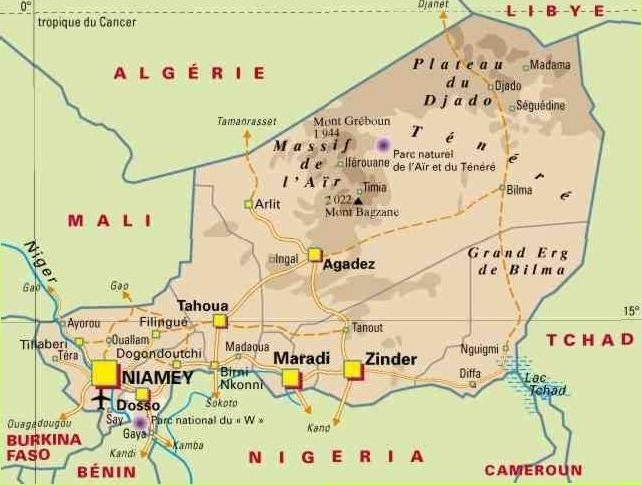 0°
tropique du Cancer
Djanet
LIBYE
ALGÉRIE
Plateau
du
Djado
Madama
Djado
Séguédine
Tamanrasset
Mont Gréboun
1 944
Massif
de
l'Aïr
Iférouane
Parc naturel
de l'Aïr et du Ténéré
Ténéré
Timia
2 022
Mont Bagzane
Bilma
Arlit
MALI
Niger
Ingal
Agadez
Grand Erg
de Bilma
Gao
Gao
Tahoua
15°
Ayorou
Filingué
Tanout
TCHAD
Tillaberi
Ouallam
Téra
Dogondoutchi
Madaoua
Maradi
Zinder
Nguigmi
NIAMEY
Birni
Nkonni
Diffa
Lac
Tchad
Dosso
Sokoto
Ouagadougou
Say
Parc national du « W »
Kano
BURKINA
FASO
Gaya
Kamba
Kandi
NIGERIA
BÉNIN
CAMEROUN